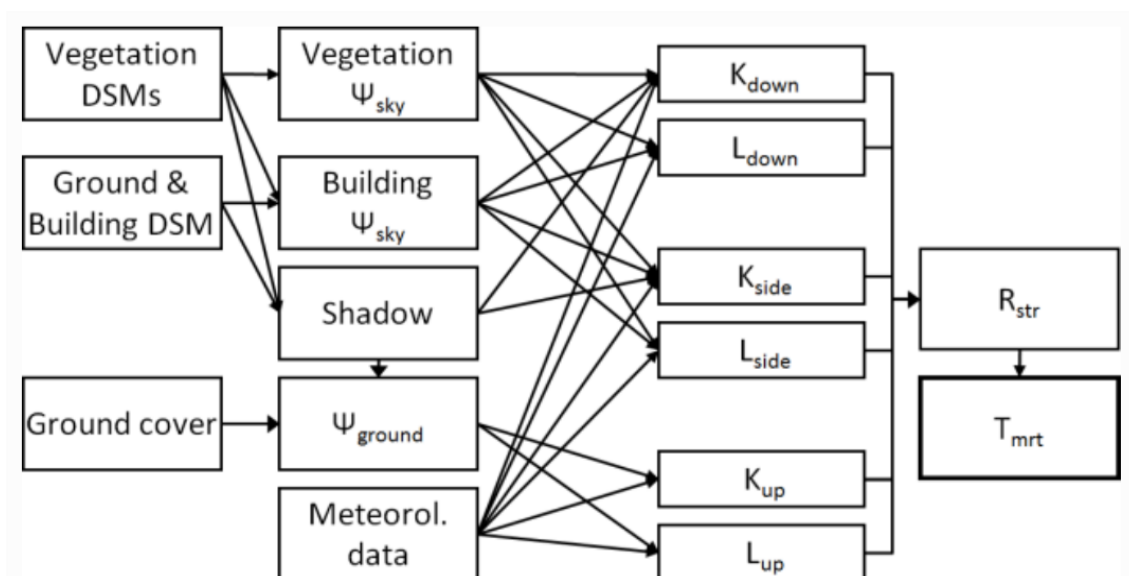 Vegetation
DSMs
Ground &
Building DSM
Ground cover
Vegetation
Ψsky
Building
Ψsky
Shadow
Ψground
Meteorol.
data
Kdown
Ldown
Kside
Lside
Kup
Lup
Rstr
Tmrt